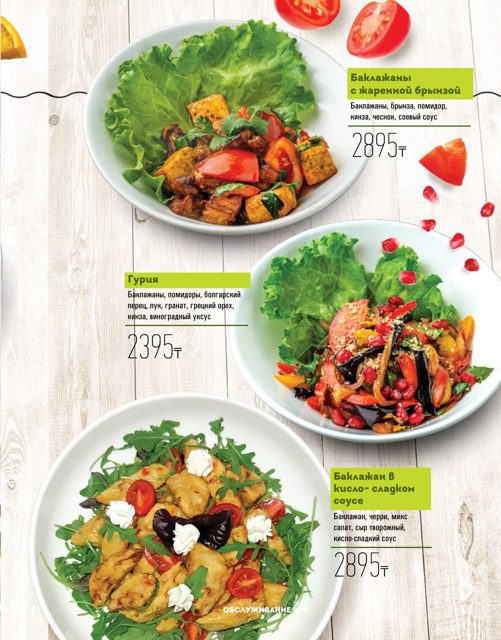 Баклажаны
с жаренной брынзой
Баклажаны, брынза, помидор,
кинза, чеснок, соевый соус
2895₸
Гурия
Баклажаны, помидоры, болгарский
перец, лук, гранат, грецкий орех,
кинза, виноградный уксус
2395₸
Баклажан в
кисло- сладком
соусе
Баклажан, черри, микс
салат, сыр творожный,
кисло-сладкий соус
2895₸
ОБСЛУЖИВАНИЕ